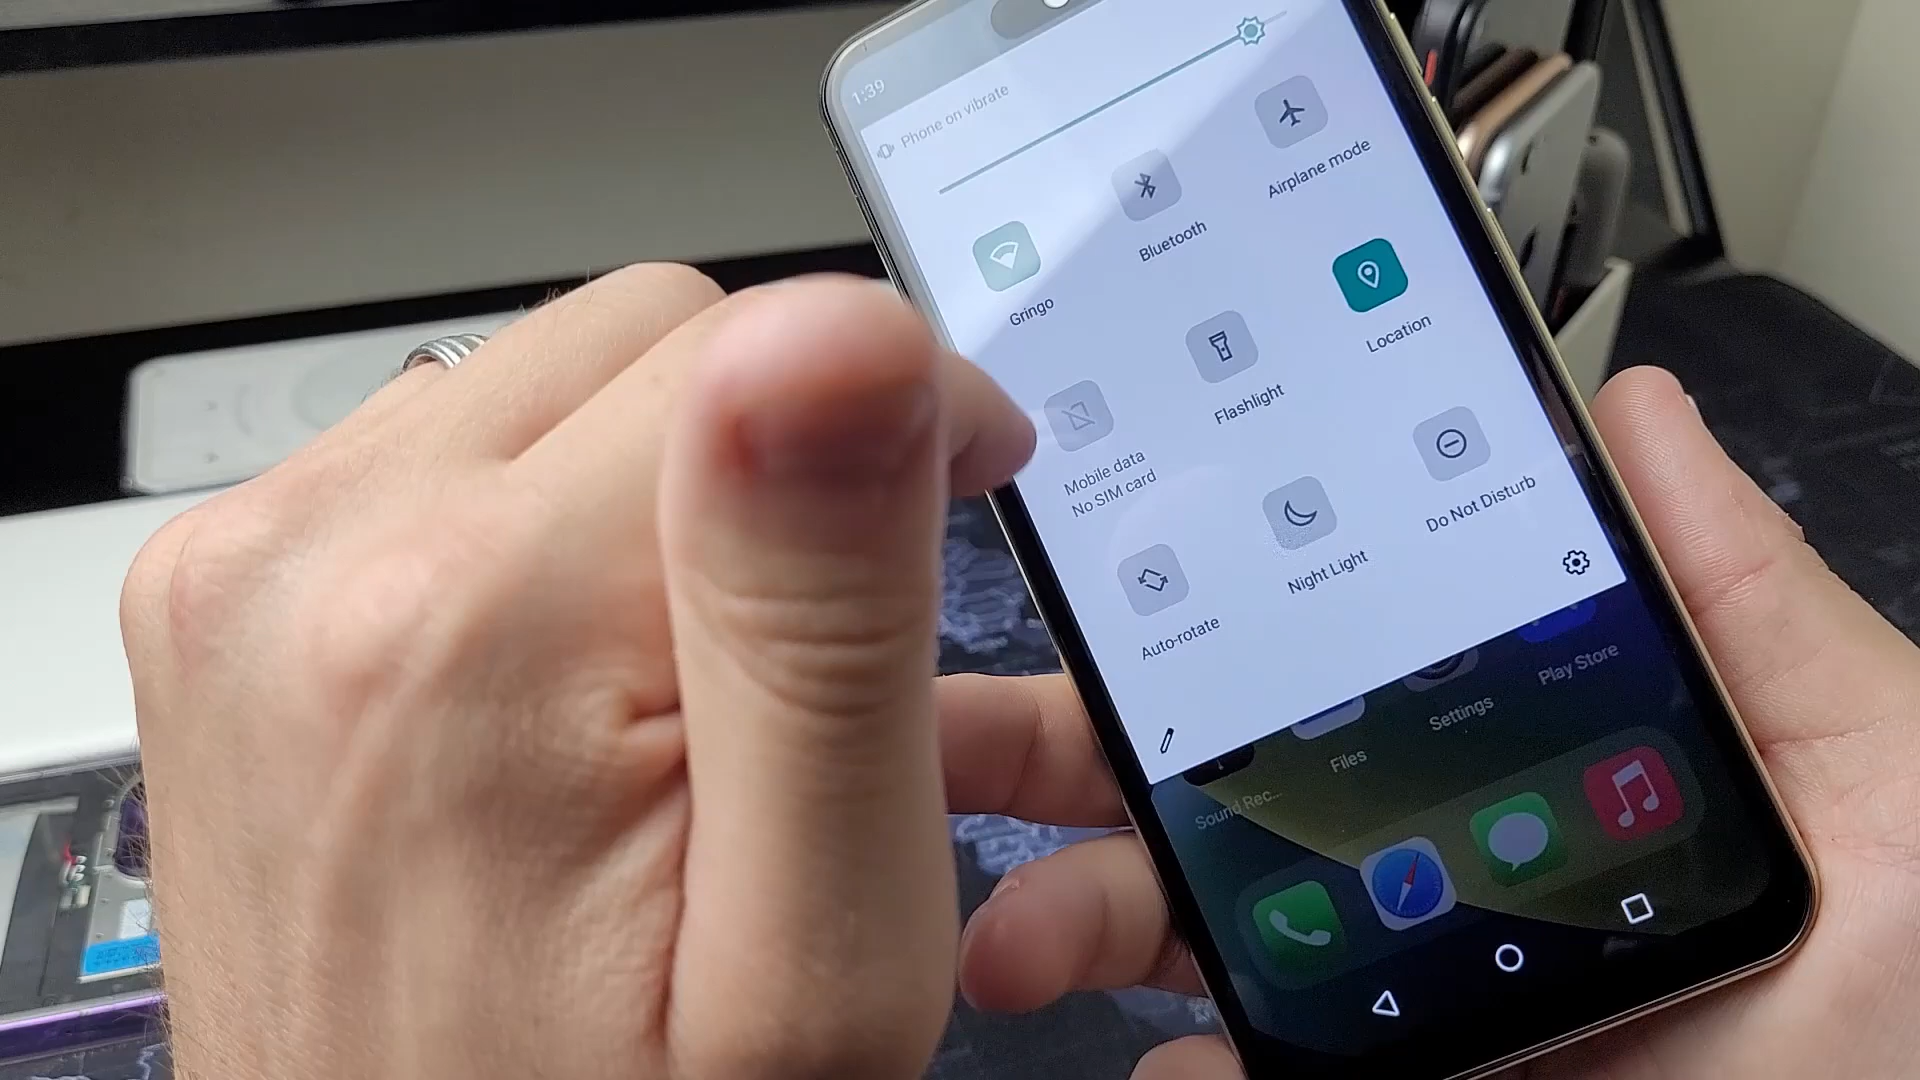 1:39
Phone on vibrate
Gringo
Bluetooth
Airplane mode
Mobile data
No SIM card
Flashlight
Location
Auto-rotate
Night Light
Do Not Disturb
Sound Rec...
Files
Settings
Play Store